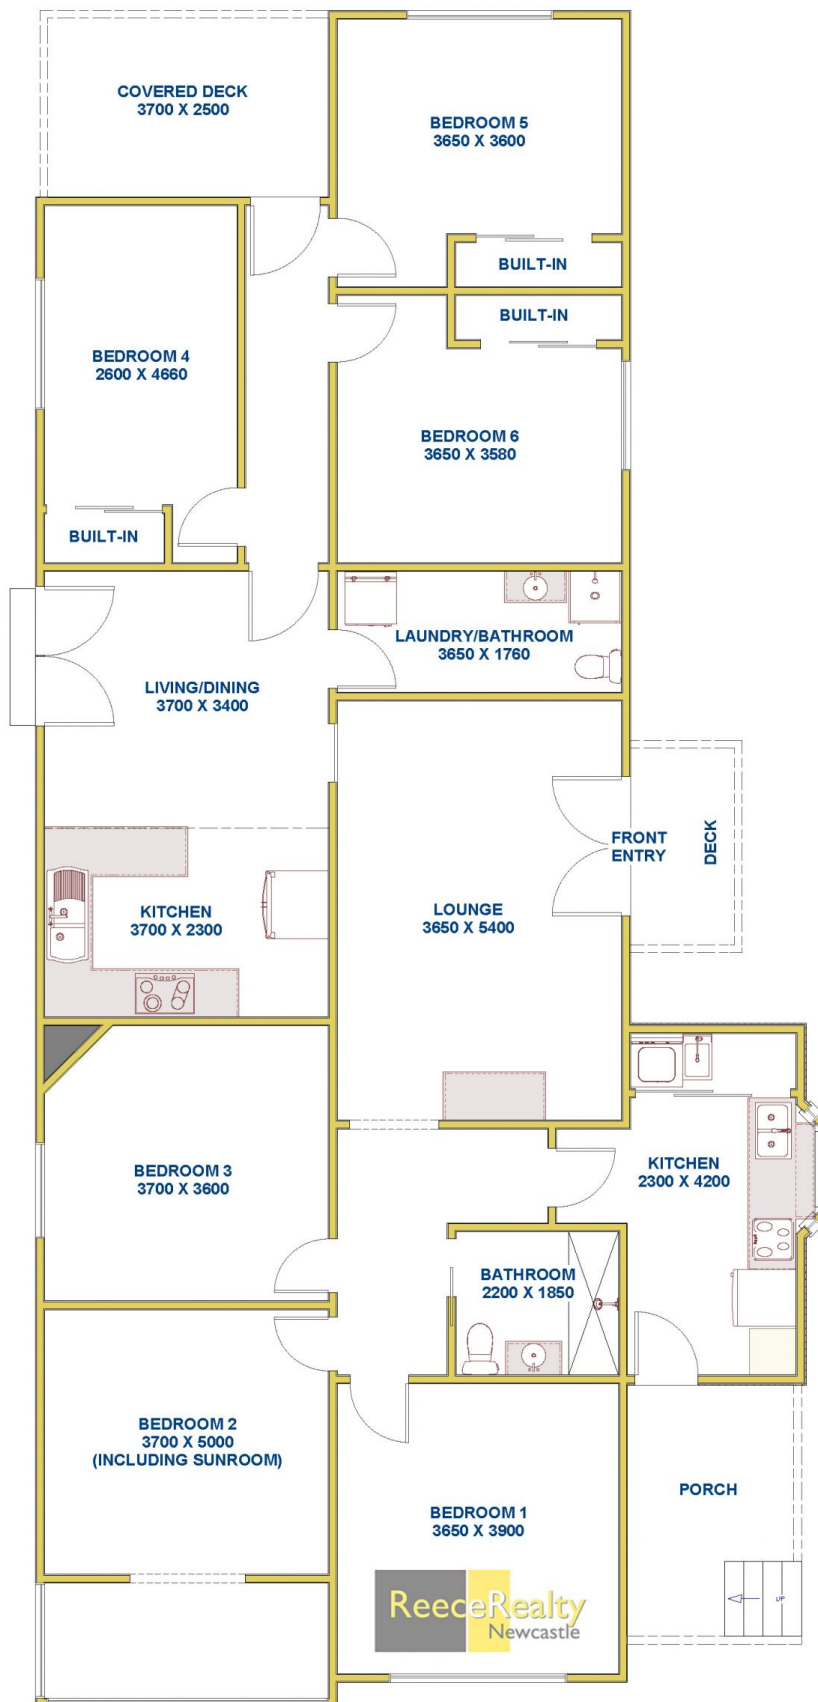 COVERED DECK
3700 X 2500
BEDROOM 5
3650 X 3600
BUILT-IN
BUILT-IN
BEDROOM 4
2600 X 4660
BEDROOM 6
3650 X 3580
BUILT-IN
LAUNDRY/BATHROOM
3650 X 1760
LIVING/DINING
3700 X 3400
FRONT
ENTRY
DECK
KITCHEN
3700 X 2300
LOUNGE
3650 X 5400
BEDROOM 3
3700 X 3600
KITCHEN
2300 X 4200
BATHROOM
2200 X 1850
BEDROOM 2
3700 X 5000
(INCLUDING SUNROOM)
BEDROOM 1
3650 X 3900
PORCH
UP
ReeceRealty
Newcastle